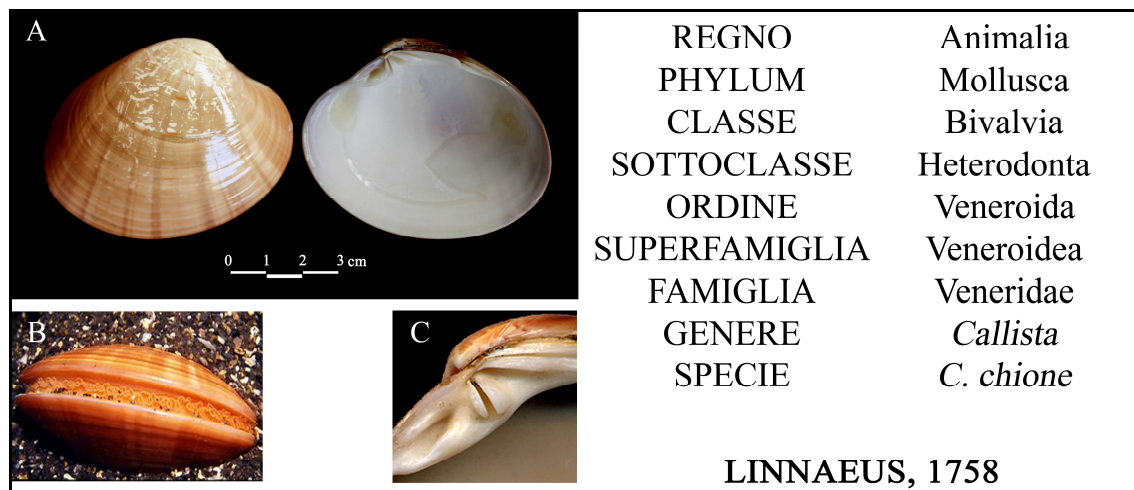 A
0 1 2 3 cm
B
C
REGNO Animalia
PHYLUM Mollusca
CLASSE Bivalvia
SOTTOCLASSE Heterodonta
ORDINE Veneroida
SUPERFAMIGLIA Veneroidea
FAMIGLIA Veneridae
GENERE Callista
SPECIE C. chione
LINNAEUS, 1758